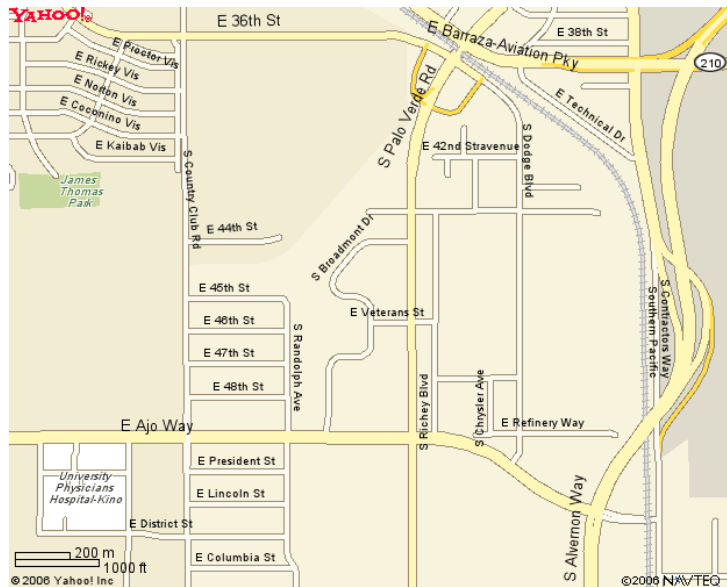 YAHOO!®
E 36th St
E 38th St
E Barraza-Aviation Pky
E Proctor Vis
E Rickey Vis
E Norton Vis
E Coconino Vis
E Kaibab Vis
210
S Palo Verde Rd
E Technical Dr
E 42nd Stravenue
S Dodge Blvd
S Country Club Rd
James
Thomas
Park
E 44th St
S Broadmont Dr
E 45th St
E 46th St
E 47th St
E 48th St
S Randolph Ave
E Veterans St
S Contractors Way
Southern Pacific
S Richey Blvd
S Chrysler Ave
E Ajo Way
E Refinery Way
E President St
E Lincoln St
University
Physicians
Hospital-Kino
E District St
E Columbia St
S Alvernon Way
200 m
1000 ft
©2006 Yahoo! Inc
©2006 NAVTEQ